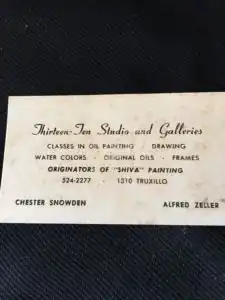 Thirteen-Ten Studio and Galleries
CLASSES IN OIL PAINTING · DRAWING
WATER COLORS · ORIGINAL OILS · FRAMES
ORIGINATORS OF "SHIVA" PAINTING
524-2277 · 1310 TRUXILLO
CHESTER SNOWDEN ALFRED ZELLER